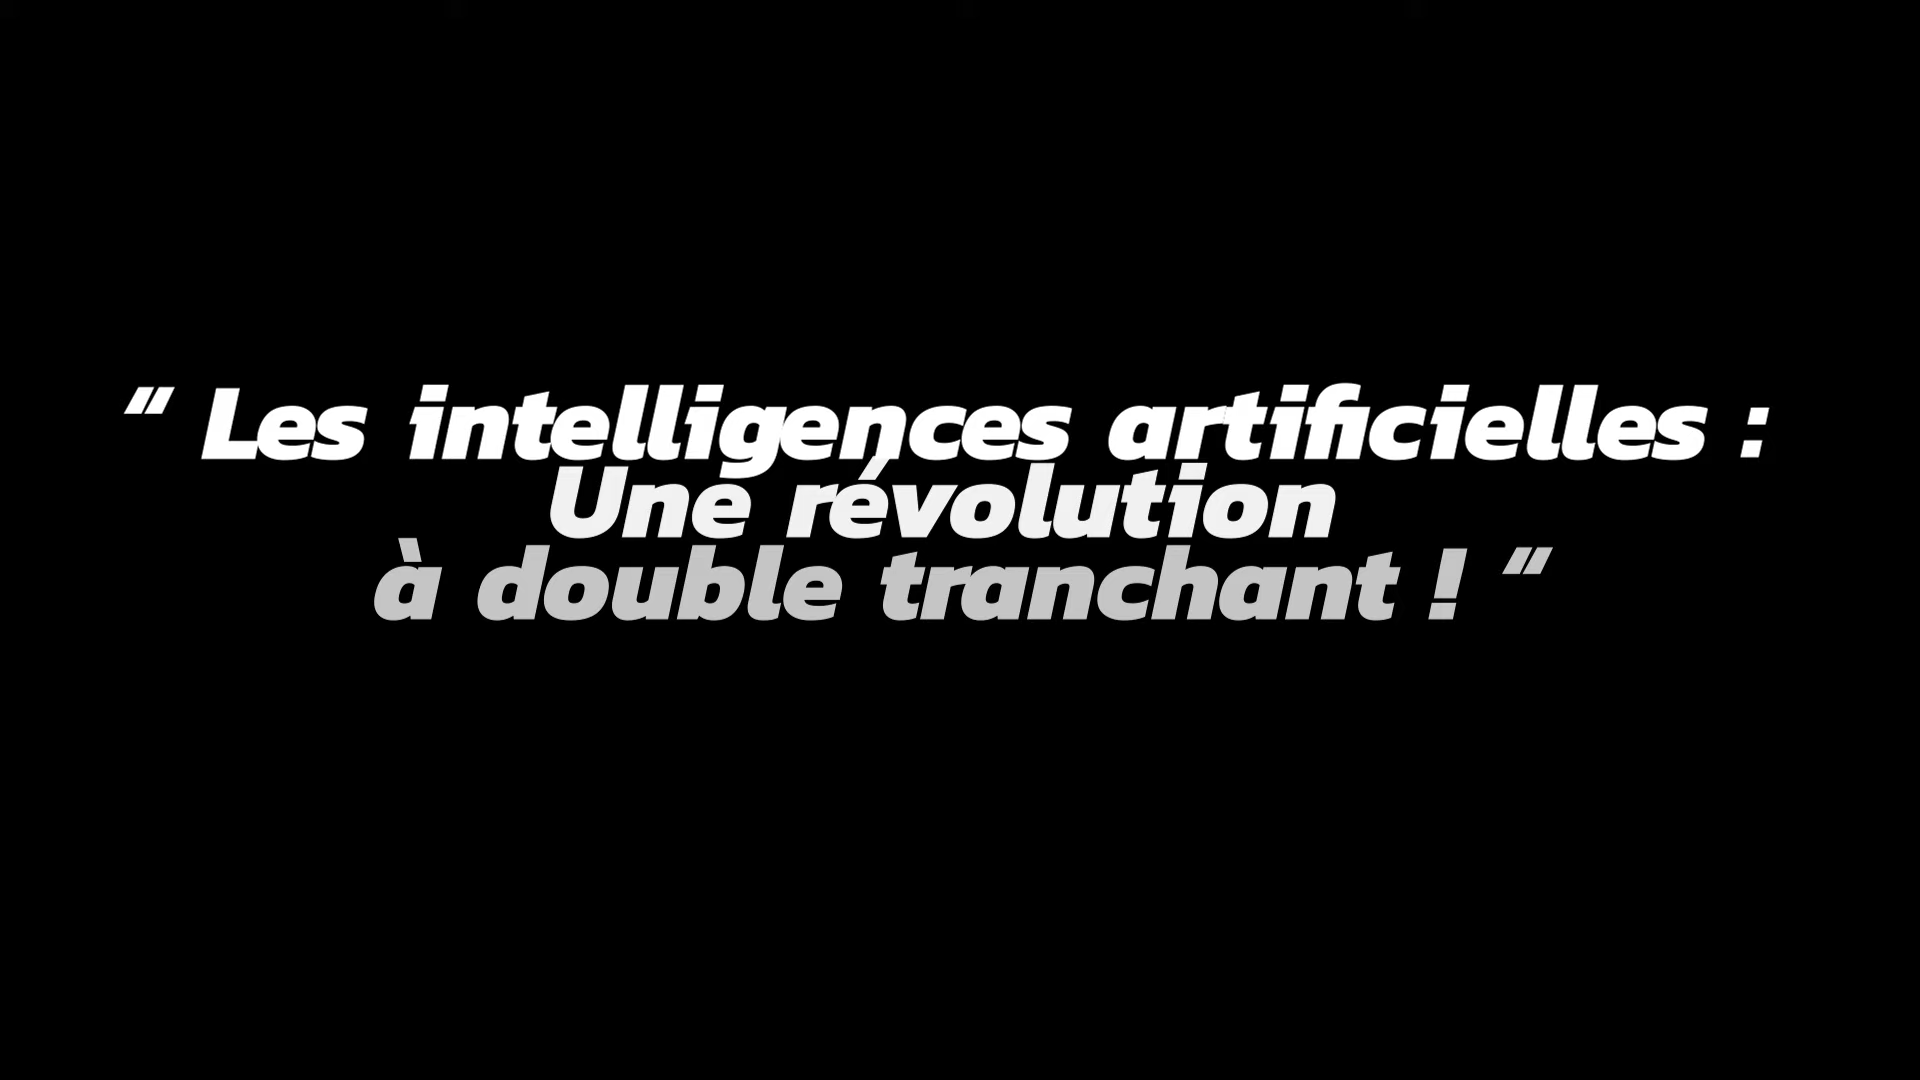 “ Les intelligences artificielles :
Une révolution
à double tranchant ! “